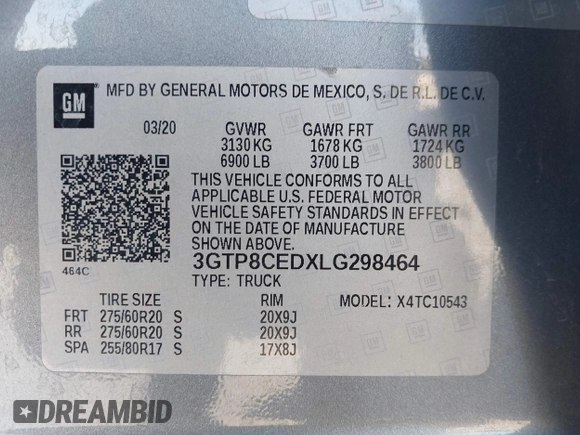 GM
MFD BY GENERAL MOTORS DE MEXICO, S. DE R.L. DE C.V.
03/20 GVWR GAWR FRT GAWR RR
3130 KG 1678 KG 1724 KG
6900 LB 3700 LB 3800 LB
THIS VEHICLE CONFORMS TO ALL
APPLICABLE U.S. FEDERAL MOTOR
VEHICLE SAFETY STANDARDS IN EFFECT
ON THE DATE OF MANUFACTURE
SHOWN ABOVE.
464C
3GTP8CEDXLG298464
TYPE: TRUCK
TIRE SIZE RIM MODEL: X4TC10543
FRT 275/60R20 S 20X9J
RR 275/60R20 S 20X9J
SPA 255/80R17 S 17X8J
DREAMBID